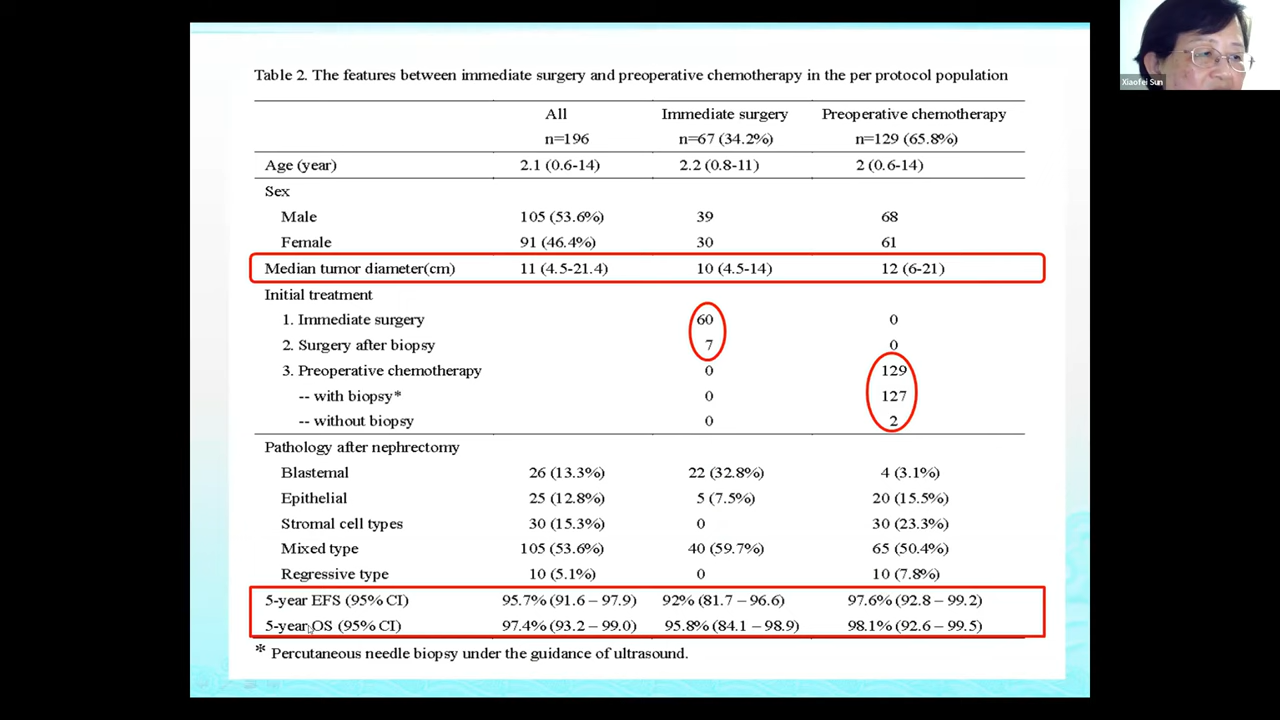 Xiaofei Sun
Table 2. The features between immediate surgery and preoperative chemotherapy in the per protocol population
All Immediate surgery Preoperative chemotherapy
n=196 n=67 (34.2%) n=129 (65.8%)
Age (year) 2.1 (0.6-14) 2.2 (0.8-11) 2 (0.6-14)
Sex
Male 105 (53.6%) 39 68
Female 91 (46.4%) 30 61
Median tumor diameter(cm) 11 (4.5-21.4) 10 (4.5-14) 12 (6-21)
Initial treatment
1. Immediate surgery 60 0
2. Surgery after biopsy 7 0
3. Preoperative chemotherapy 0 129
-- with biopsy* 0 127
-- without biopsy 0 2
Pathology after nephrectomy
Blastemal 26 (13.3%) 22 (32.8%) 4 (3.1%)
Epithelial 25 (12.8%) 5 (7.5%) 20 (15.5%)
Stromal cell types 30 (15.3%) 0 30 (23.3%)
Mixed type 105 (53.6%) 40 (59.7%) 65 (50.4%)
Regressive type 10 (5.1%) 0 10 (7.8%)
5-year EFS (95% CI) 95.7% (91.6 – 97.9) 92% (81.7 – 96.6) 97.6% (92.8 – 99.2)
5-year OS (95% CI) 97.4% (93.2 – 99.0) 95.8% (84.1 – 98.9) 98.1% (92.6 – 99.5)
* Percutaneous needle biopsy under the guidance of ultrasound.